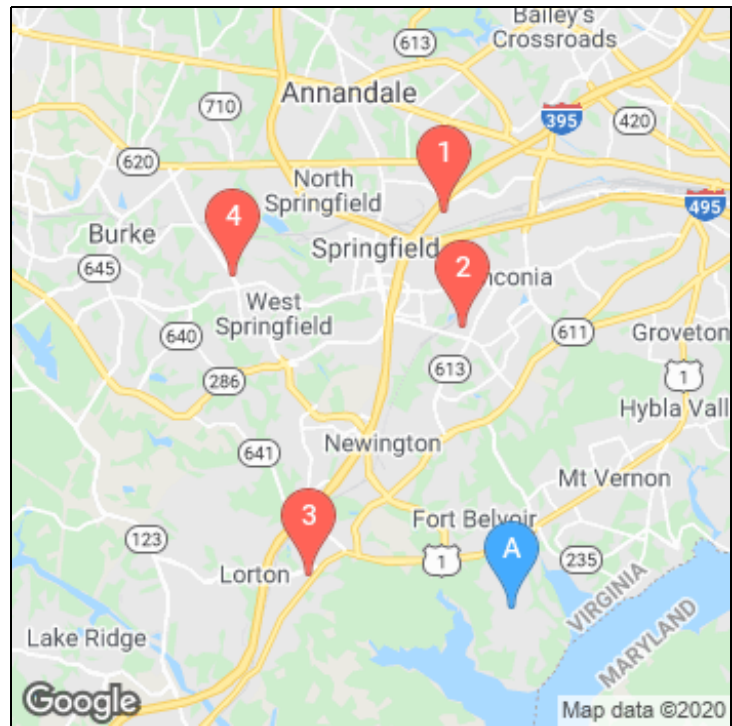 Bailey's
Crossroads
613
Annandale
710
395
420
1
620
North
Springfield
4
495
Burke
Springfield
2
nconia
645
West
Springfield
611
640
Groveton
613
286
1
Hybla Vall
Newington
641
Mt Vernon
3
Fort Belvoir
123
A
1
235
Lorton
VIRGINIA
MARYLAND
Lake Ridge
Google
Map data ©2020